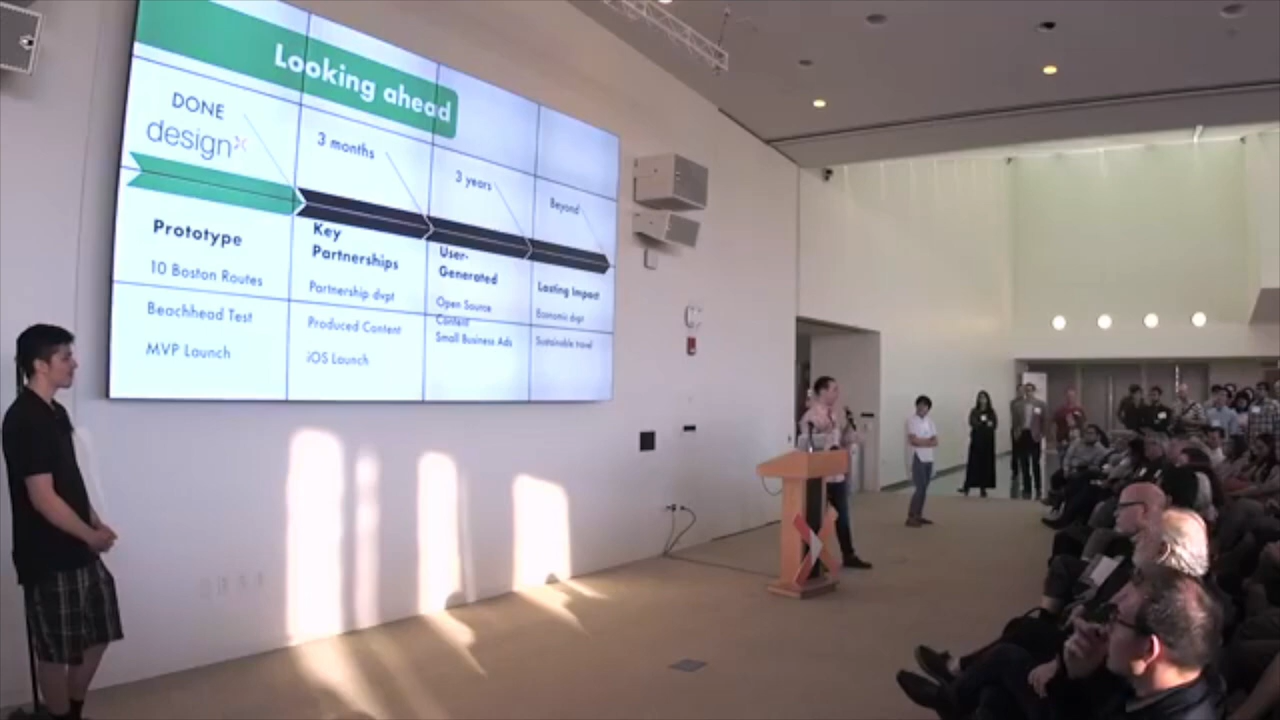 Looking ahead
DONE
designx
Prototype
10 Boston Routes
Beachhead Test
MVP Launch
3 months
Key
Partnerships
Partnership dvpt
Produced Content
iOS Launch
3 years
User-
Generated
Open Source
Content
Small Business Ads
Beyond
Lasting Impact
Economic dvpt
Sustainable travel